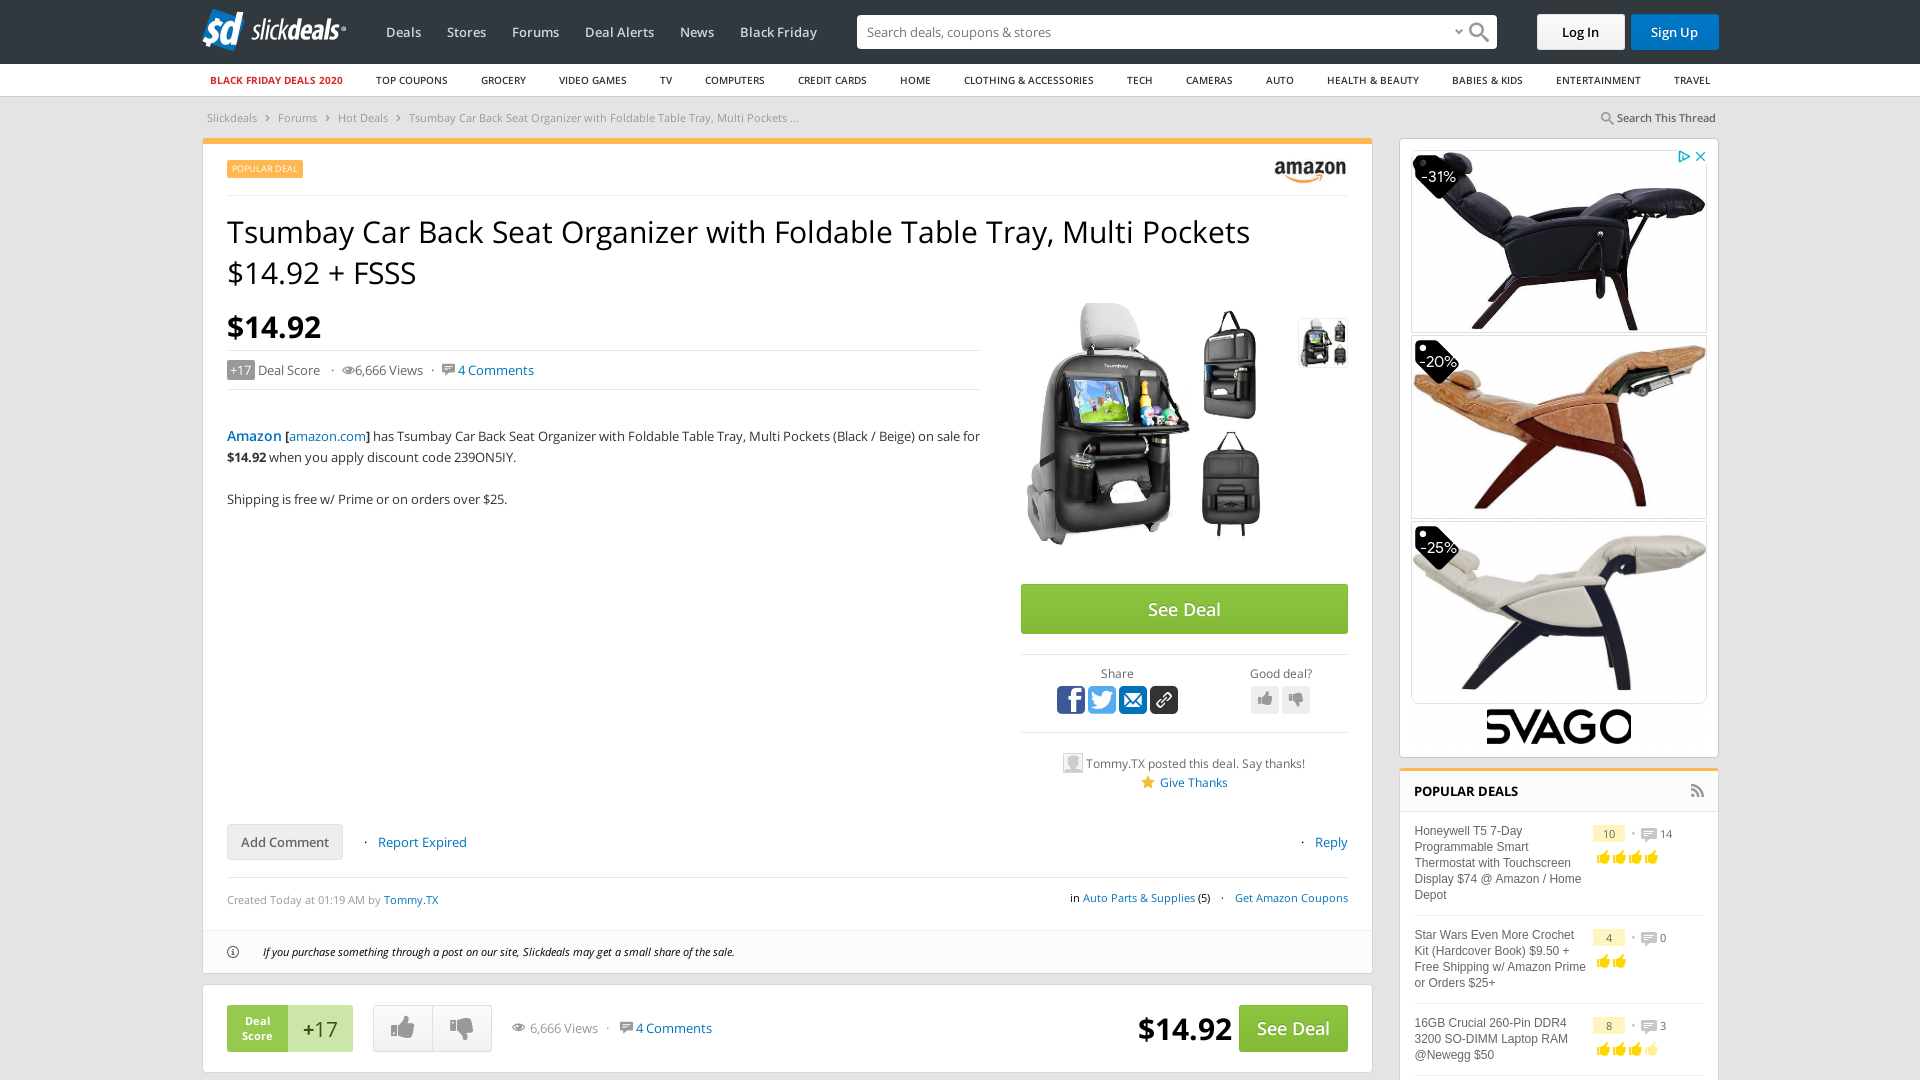 slickdeals
Deals Stores Forums Deal Alerts News Black Friday
Search deals, coupons & stores
Log In Sign Up
BLACK FRIDAY DEALS 2020 TOP COUPONS GROCERY VIDEO GAMES TV COMPUTERS CREDIT CARDS HOME CLOTHING & ACCESSORIES TECH CAMERAS AUTO HEALTH & BEAUTY BABIES & KIDS ENTERTAINMENT TRAVEL
Slickdeals › Forums › Hot Deals › Tsumbay Car Back Seat Organizer with Foldable Table Tray, Multi Pockets ...
Search This Thread
POPULAR DEAL
amazon
Tsumbay Car Back Seat Organizer with Foldable Table Tray, Multi Pockets
$14.92 + FSSS
$14.92
+17 Deal Score · 6,666 Views · 4 Comments
Amazon [amazon.com] has Tsumbay Car Back Seat Organizer with Foldable Table Tray, Multi Pockets (Black / Beige) on sale for
$14.92 when you apply discount code 239ON5IY.
Shipping is free w/ Prime or on orders over $25.
Tsumbay
See Deal
Share
Good deal?
Tommy.TX posted this deal. Say thanks!
Give Thanks
Add Comment · Report Expired
· Reply
Created Today at 01:19 AM by Tommy.TX
in Auto Parts & Supplies (5) · Get Amazon Coupons
If you purchase something through a post on our site, Slickdeals may get a small share of the sale.
Deal
Score
+17
6,666 Views · 4 Comments
$14.92
See Deal
-31%
-20%
-25%
SVAGO
POPULAR DEALS
Honeywell T5 7-Day
Programmable Smart
Thermostat with Touchscreen
Display $74 @ Amazon / Home
Depot
10 • 14
Star Wars Even More Crochet
Kit (Hardcover Book) $9.50 +
Free Shipping w/ Amazon Prime
or Orders $25+
4 • 0
16GB Crucial 260-Pin DDR4
3200 SO-DIMM Laptop RAM
@Newegg $50
8 • 3